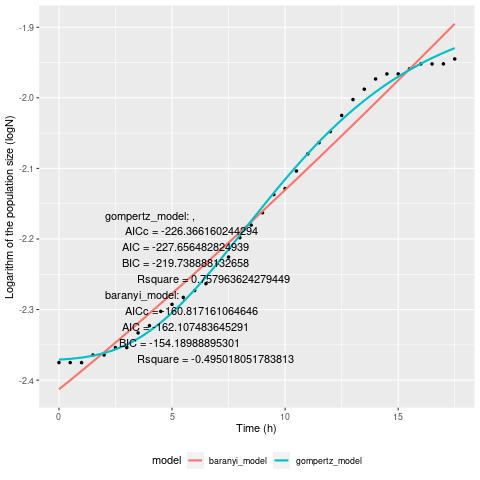 -1.9
-2.0
-2.1
-2.2
-2.3
-2.4
Logarithm of the population size (logN)
gompertz_model: ,
AICc = -226.366160244294
AIC = -227.656482824939
BIC = -219.738888132658
Rsquare = 0.757963624279449
baranyi_model:
AICc = -160.817161064646
AIC = -162.107483645291
BIC = -154.18988895301
Rsquare = -0.495018051783813
0 5 10 15
Time (h)
model baranyi_model gompertz_model